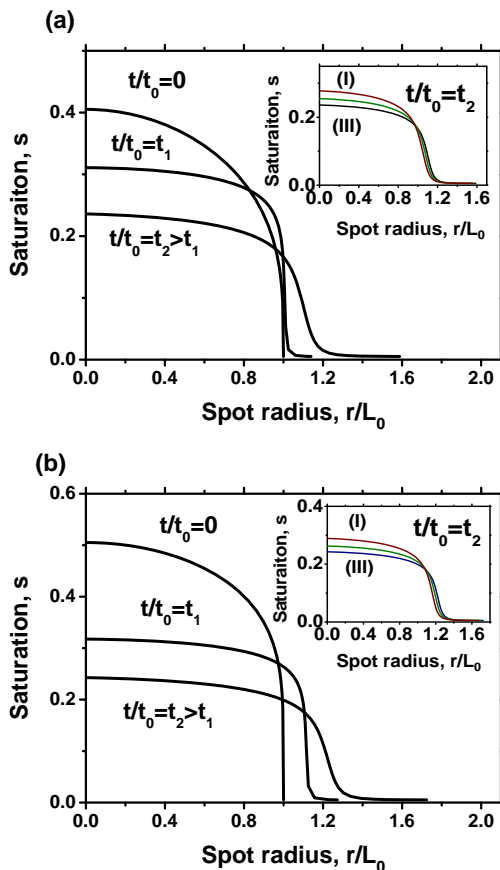 (a)
t/t0=0
t/t0=t1
t/t0=t2>t1
Saturaiton, s
0.4
0.2
0.0
0.0 0.4 0.8 1.2 1.6 2.0
Spot radius, r/L0
(I)
(III)
t/t0=t2
Saturaiton, s
0.2
0.0
0.0 0.4 0.8 1.2 1.6
Spot radius, r/L0
(b)
t/t0=0
t/t0=t1
t/t0=t2>t1
Saturation, s
0.6
0.4
0.2
0.0
0.0 0.4 0.8 1.2 1.6 2.0
Spot radius, r/L0
(I)
(III)
t/t0=t2
Saturaiton, s
0.4
0.2
0.0
0.0 0.4 0.8 1.2 1.6
Spot radius, r/L0